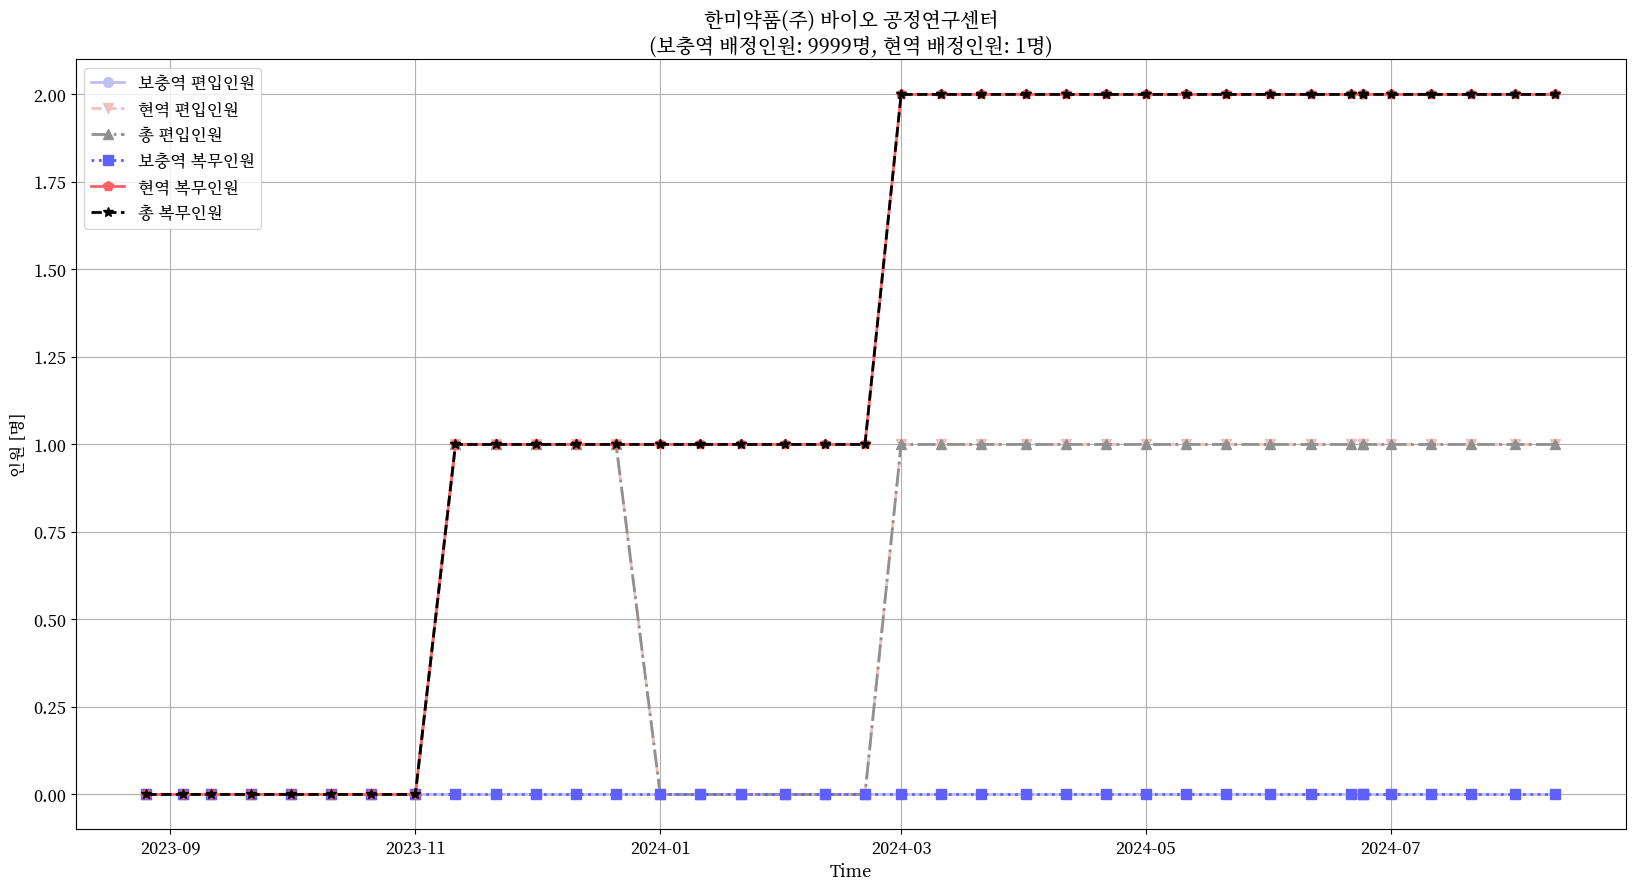 한미약품(주) 바이오 공정연구센터
(보충역 배정인원: 9999명, 현역 배정인원: 1명)
보충역 편입인원
현역 편입인원
총 편입인원
보충역 복무인원
현역 복무인원
총 복무인원
2.00
1.75
1.50
1.25
1.00
0.75
0.50
0.25
0.00
인원 [명]
2023-09
2023-11
2024-01
2024-03
2024-05
2024-07
Time